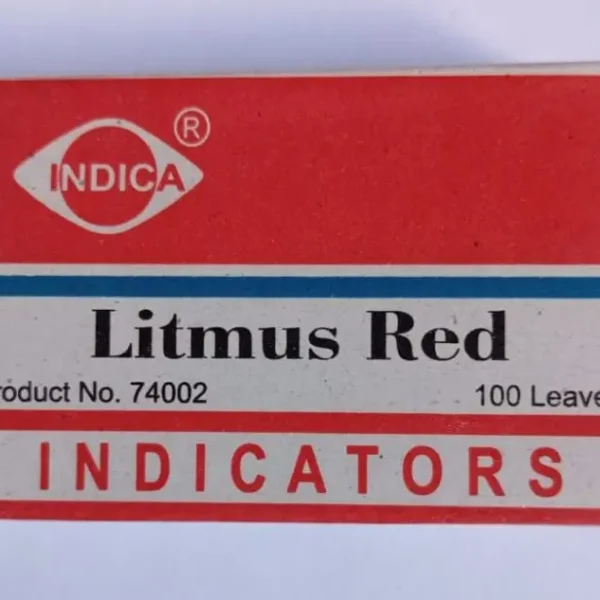 INDICA ®
Litmus Red
roduct No. 74002 100 Leave
INDICATORS